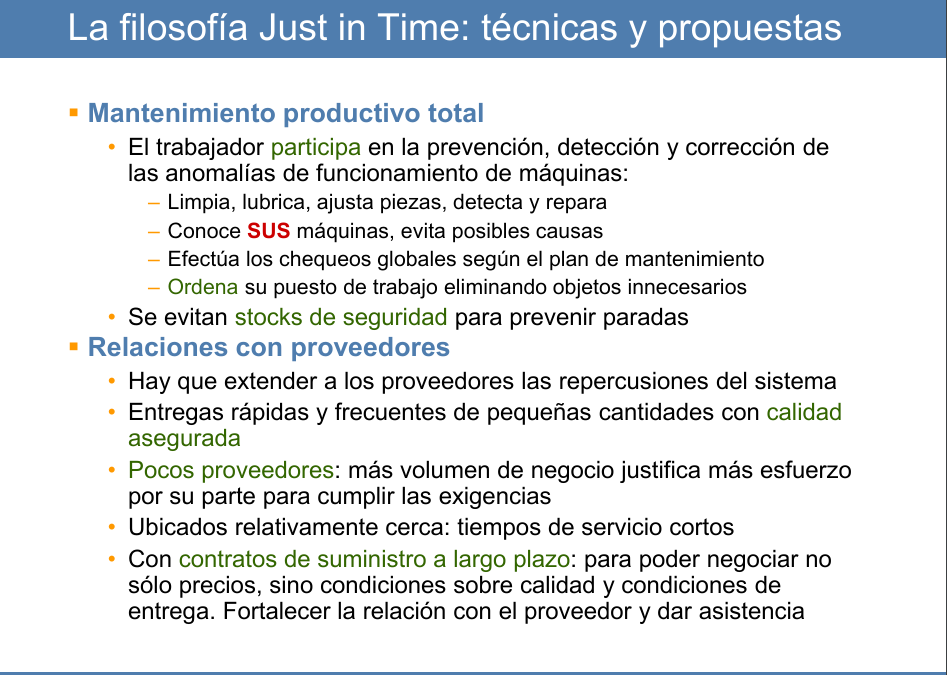 La filosofía Just in Time: técnicas y propuestas
▪ Mantenimiento productivo total
• El trabajador participa en la prevención, detección y corrección de
las anomalías de funcionamiento de máquinas:
– Limpia, lubrica, ajusta piezas, detecta y repara
– Conoce SUS máquinas, evita posibles causas
– Efectúa los chequeos globales según el plan de mantenimiento
– Ordena su puesto de trabajo eliminando objetos innecesarios
• Se evitan stocks de seguridad para prevenir paradas
▪ Relaciones con proveedores
• Hay que extender a los proveedores las repercusiones del sistema
• Entregas rápidas y frecuentes de pequeñas cantidades con calidad
asegurada
• Pocos proveedores: más volumen de negocio justifica más esfuerzo
por su parte para cumplir las exigencias
• Ubicados relativamente cerca: tiempos de servicio cortos
• Con contratos de suministro a largo plazo: para poder negociar no
sólo precios, sino condiciones sobre calidad y condiciones de
entrega. Fortalecer la relación con el proveedor y dar asistencia